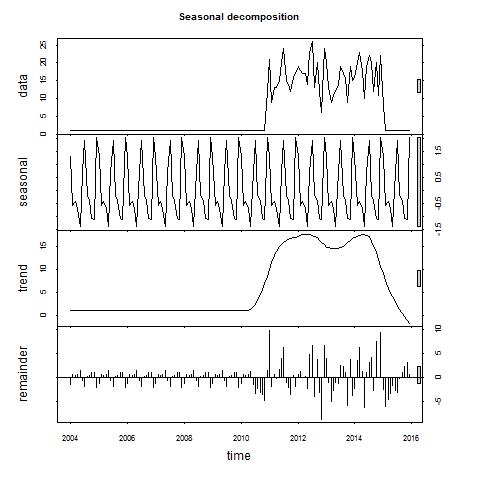 Seasonal decomposition
data
0 5 10 15 20 25
seasonal
-1.5 -0.5 0.5 1.5
trend
0 5 10 15
remainder
-5 0 5 10
2004 2006 2008 2010 2012 2014 2016
time